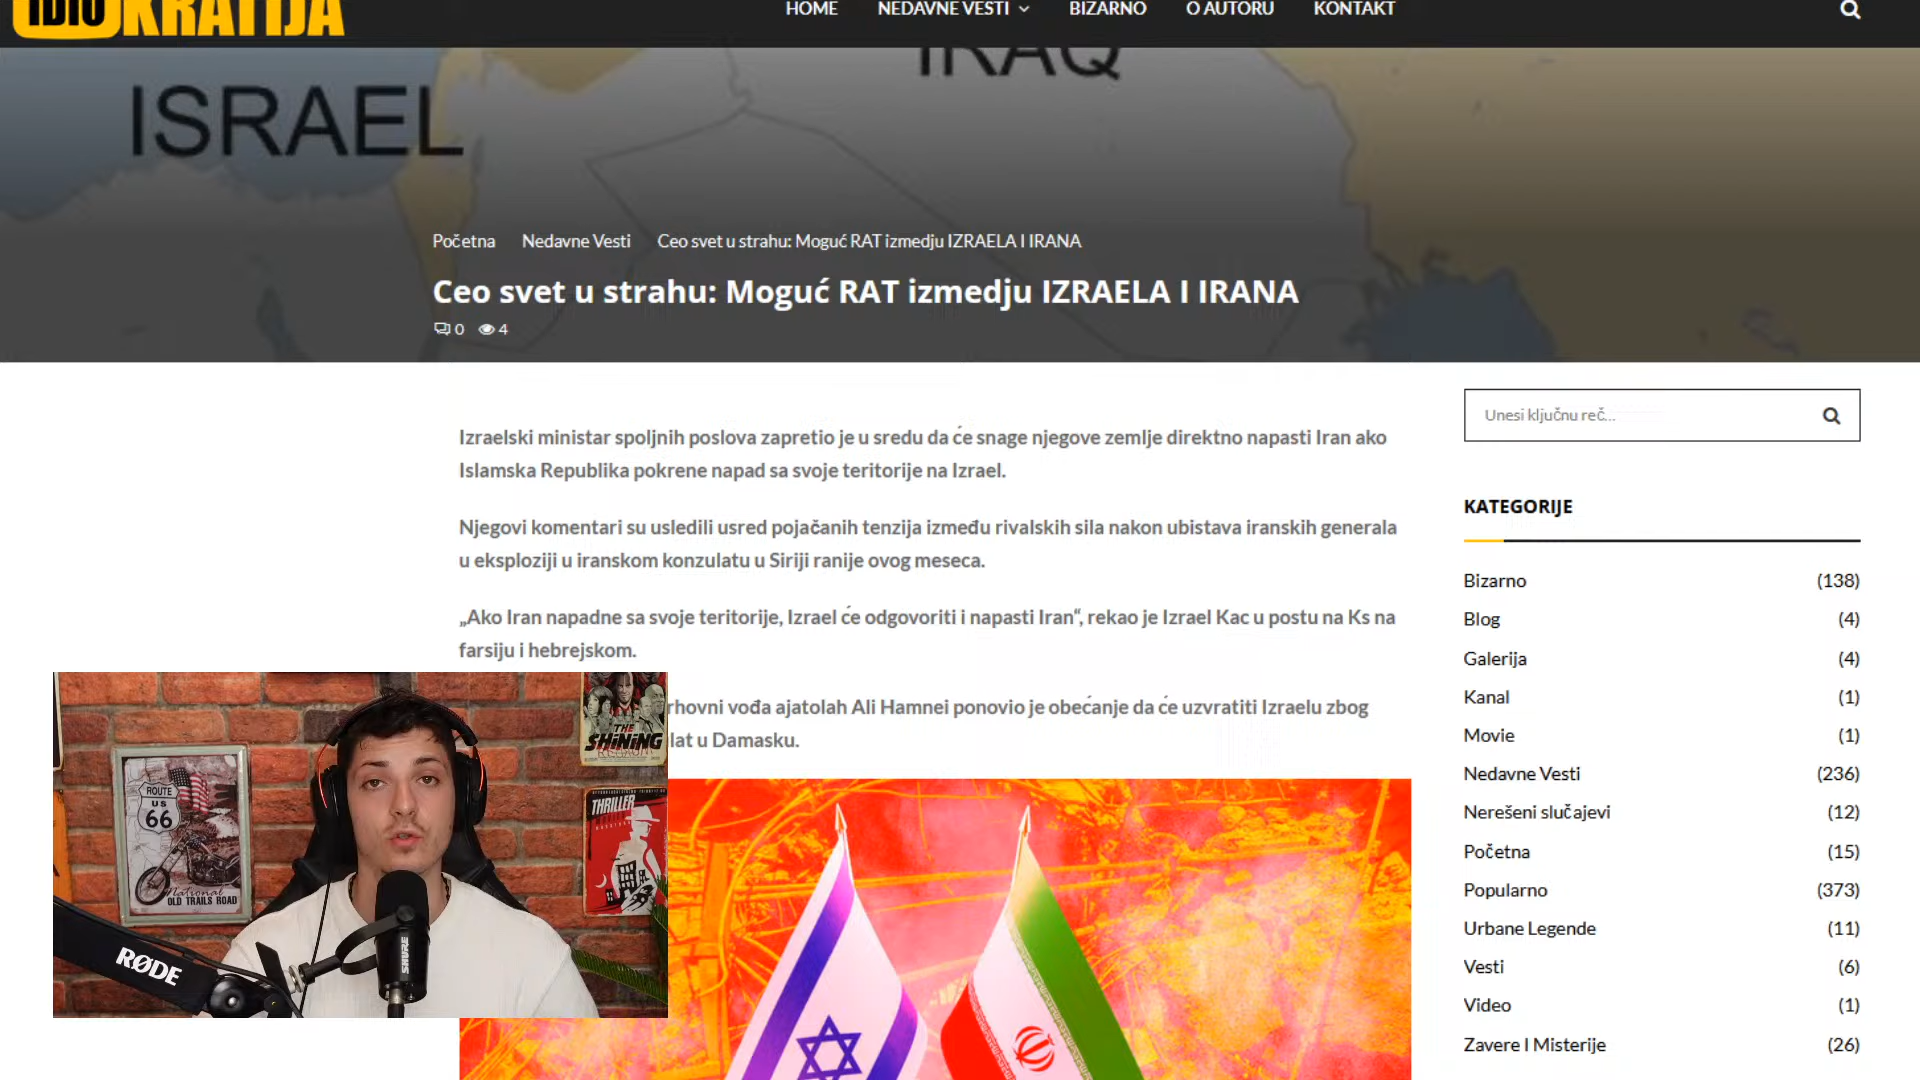 IDIO KRATIJA
HOME NEDAVNE VESTI BIZARNO O AUTORU KONTAKT
ISRAEL
IRAQ
Početna Nedavne Vesti Ceo svet u strahu: Moguć RAT izmedju IZRAELA I IRANA
Ceo svet u strahu: Moguć RAT izmedju IZRAELA I IRANA
0 4
Izraelski ministar spoljnih poslova zapretio je u sredu da će snage njegove zemlje direktno napasti Iran ako
Islamska Republika pokrene napad sa svoje teritorije na Izrael.
Njegovi komentari su usledili usred pojačanih tenzija između rivalskih sila nakon ubistava iranskih generala
u eksploziji u iranskom konzulatu u Siriji ranije ovog meseca.
„Ako Iran napadne sa svoje teritorije, Izrael će odgovoriti i napasti Iran“, rekao je Izrael Kac u postu na Ks na
farsiju i hebrejskom.
rhovni vođa ajatolah Ali Hamnei ponovio je obećanje da će uzvratiti Izraelu zbog
lat u Damasku.
Unesi ključnu reč...
KATEGORIJE
Bizarno (138)
Blog (4)
Galerija (4)
Kanal (1)
Movie (1)
Nedavne Vesti (236)
Nerešeni slučajevi (12)
Početna (15)
Popularno (373)
Urbane Legende (11)
Vesti (6)
Video (1)
Zavere I Misterije (26)
ROUTE
US
66
National
OLD TRAILS ROAD
THE
SHiNiNG
THRILLER
RØDE
SHURE